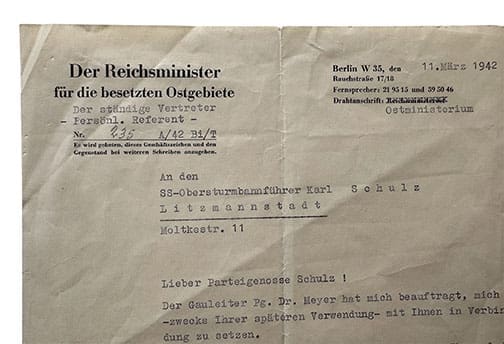 Der Reichsminister
für die besetzten Ostgebiete
Der ständige Vertreter
- Persönl. Referent -
Nr. 235 A/42 B1/T
Es wird gebeten, dieses Geschäftszeichen und den
Gegenstand bei weiteren Schreiben anzugeben.
Berlin W 35, den 11.März 1942
Rauchstraße 17/18
Fernsprecher: 21 95 15 und 39 50 46
Drahtanschrift:
Ostministerium
An den
SS-Obersturmbannführer Karl Schulz
Litzmannstadt
Moltkestr. 11
Lieber Parteigenosse Schulz !
Der Gauleiter Pg. Dr. Meyer hat mich beauftragt, mich
-zwecks Ihrer späteren Verwendung- mit Ihnen in Verbin
dung zu setzen.